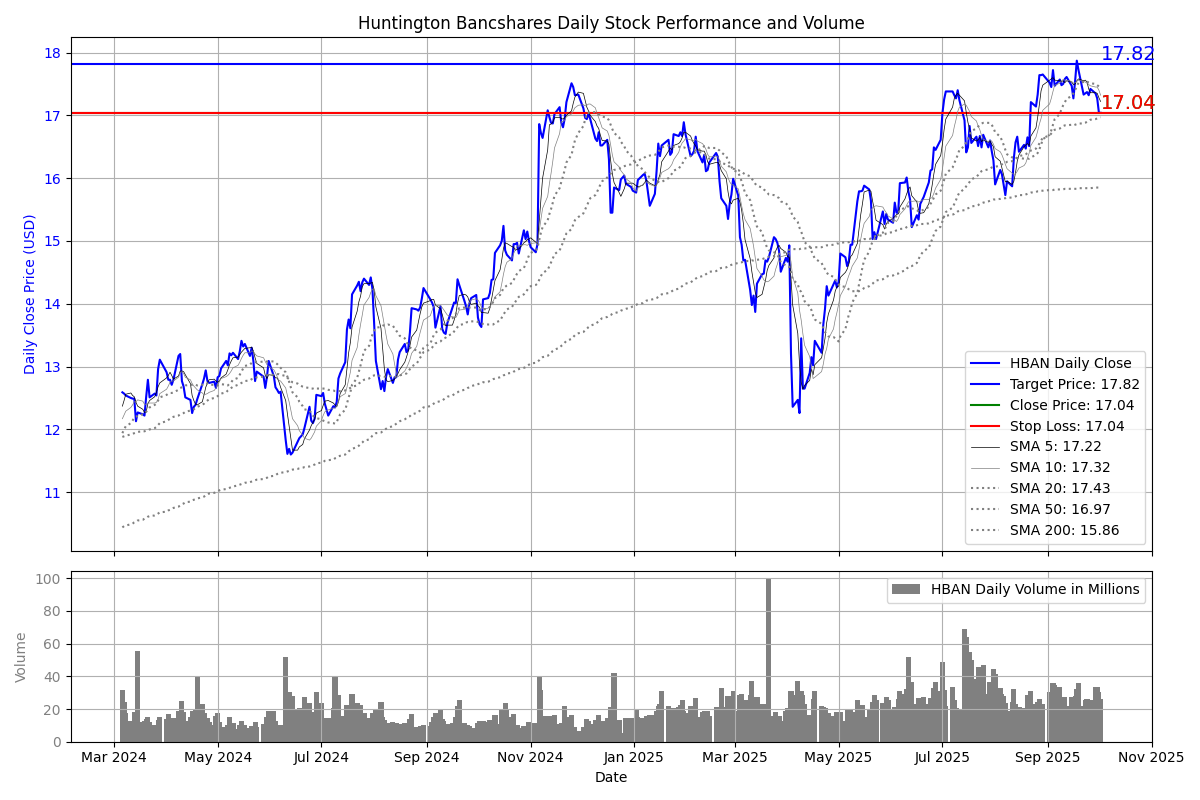 Huntington Bancshares Daily Stock Performance and Volume
Daily Close Price (USD)
18
17
16
15
14
13
12
11
17.82
17.04
HBAN Daily Close
Target Price: 17.82
Close Price: 17.04
Stop Loss: 17.04
SMA 5: 17.22
SMA 10: 17.32
SMA 20: 17.43
SMA 50: 16.97
SMA 200: 15.86
Volume
100
80
60
40
20
0
HBAN Daily Volume in Millions
Mar 2024 May 2024 Jul 2024 Sep 2024 Nov 2024 Jan 2025 Mar 2025 May 2025 Jul 2025 Sep 2025 Nov 2025
Date